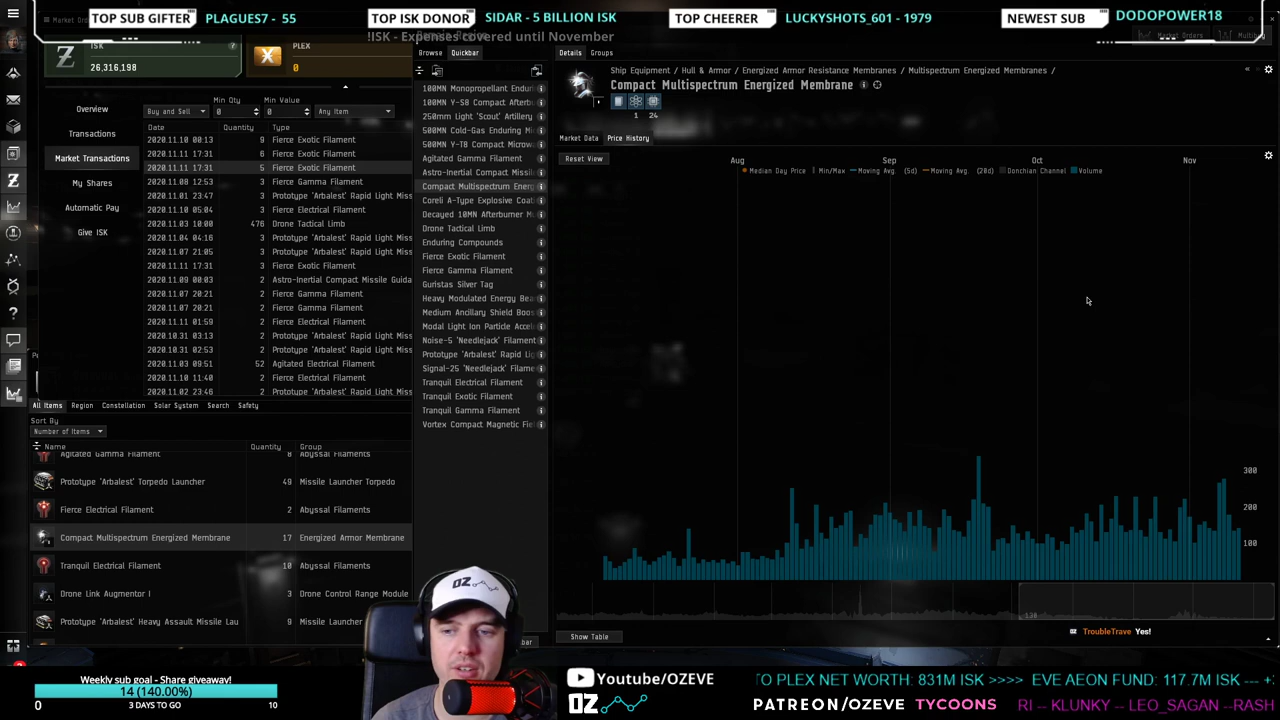 TOP SUB GIFTER PLAGUES7 - 55
TOP ISK DONOR SIDAR - 5 BILLION ISK
TOP CHEERER LUCKYSHOTS_601 - 1979
NEWEST SUB DODOPOWER18
!ISK - Expenses covered until November
ISK
26,316,198
PLEX
0
Overview
Transactions
Market Transactions
My Shares
Automatic Pay
Give ISK
Min Qty
Min Value
Buy and Sell
0
0
Any Item
Date Quantity Type
2020.11.10 00:13 9 Fierce Exotic Filament
2020.11.11 17:31 6 Fierce Exotic Filament
2020.11.11 17:31 5 Fierce Exotic Filament
2020.11.08 12:53 3 Fierce Gamma Filament
2020.11.01 23:47 3 Prototype 'Arbalest' Rapid Light Miss
2020.11.10 05:04 3 Fierce Electrical Filament
2020.11.03 10:00 476 Drone Tactical Limb
2020.11.04 04:16 3 Prototype 'Arbalest' Rapid Light Miss
2020.11.07 21:05 3 Prototype 'Arbalest' Rapid Light Miss
2020.11.11 17:31 3 Fierce Exotic Filament
2020.11.09 00:03 2 Astro-Inertial Compact Missile Guida
2020.11.07 20:21 2 Fierce Gamma Filament
2020.11.07 20:21 2 Fierce Gamma Filament
2020.11.11 01:59 2 Fierce Electrical Filament
2020.10.31 03:13 2 Prototype 'Arbalest' Rapid Light Miss
2020.10.31 02:53 2 Prototype 'Arbalest' Rapid Light Miss
2020.11.03 09:51 52 Agitated Electrical Filament
2020.11.10 11:40 2 Fierce Electrical Filament
2020.11.02 23:46 2 Prototype 'Arbalest' Rapid Light Miss
All Items Region Constellation Solar System Search Safety
Sort By
Number of Items
Name Quantity Group
Agitated Gamma Filament 8 Abyssal Filaments
Prototype 'Arbalest' Torpedo Launcher 49 Missile Launcher Torpedo
Fierce Electrical Filament 2 Abyssal Filaments
Compact Multispectrum Energized Membrane 17 Energized Armor Membrane
Tranquil Electrical Filament 10 Abyssal Filaments
Drone Link Augmentor I 3 Drone Control Range Module
Prototype 'Arbalest' Heavy Assault Missile Lau 9 Missile Launcher
Browse Quickbar
100MN Monopropellant Endur
100MN Y-S8 Compact Afterb
250mm Light 'Scout' Artillery
500MN Cold-Gas Enduring Mi
500MN Y-T8 Compact Microw
Agitated Gamma Filament
Astro-Inertial Compact Missil
Compact Multispectrum Energ
Coreli A-Type Explosive Coat
Decayed 10MN Afterburner M
Drone Tactical Limb
Enduring Compounds
Fierce Exotic Filament
Fierce Gamma Filament
Guristas Silver Tag
Heavy Modulated Energy Bea
Medium Ancillary Shield Boos
Modal Light Ion Particle Accel
Noise-5 'Needlejack' Filament
Prototype 'Arbalest' Rapid Lig
Signal-25 'Needlejack' Filame
Tranquil Electrical Filament
Tranquil Exotic Filament
Tranquil Gamma Filament
Vortex Compact Magnetic Fie
Details Groups
Ship Equipment / Hull & Armor / Energized Armor Resistance Membranes / Multispectrum Energized Membranes /
Compact Multispectrum Energized Membrane
1 24
Market Data Price History
Reset View
Aug Sep Oct Nov
Median Day Price Min/Max Moving Avg. (5d) Moving Avg. (20d) Donchian Channel Volume
300
200
100
Show Table
TroubleTrave Yes!
OZ
Weekly sub goal - Share giveaway!
14 (140.00%)
0 3 DAYS TO GO 10
Youtube/OZEVE
TO PLEX NET WORTH: 831M ISK >>>> EVE AEON FUND: 117.7M ISK
OZ
PATREON/OZEVE TYCOONS
RI -- KLUNKY -- LEO_SAGAN --RASH